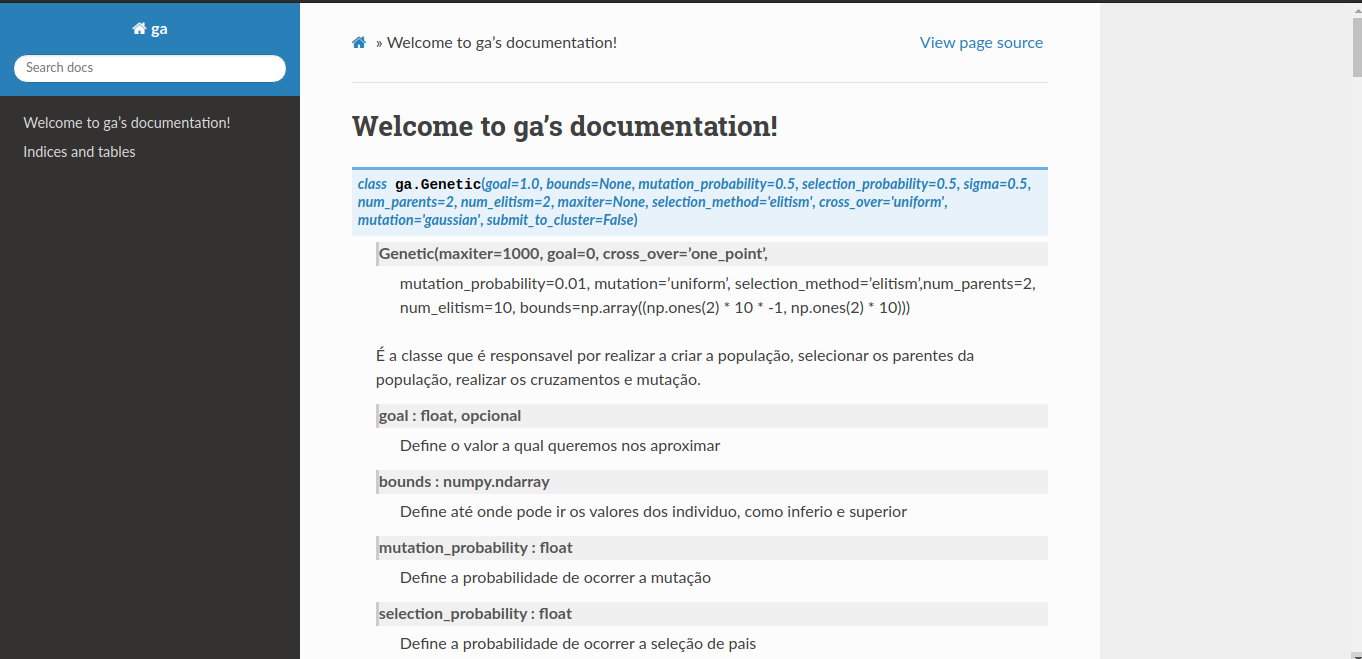 ga
Search docs
Welcome to ga's documentation!
Indices and tables
» Welcome to ga's documentation!
View page source
Welcome to ga's documentation!
class ga.Genetic(goal=1.0, bounds=None, mutation_probability=0.5, selection_probability=0.5, sigma=0.5,
num_parents=2, num_elitism=2, maxiter=None, selection_method='elitism', cross_over='uniform',
mutation='gaussian', submit_to_cluster=False)
Genetic(maxiter=1000, goal=0, cross_over=’one_point’,
mutation_probability=0.01, mutation=’uniform’, selection_method=’elitism’,num_parents=2,
num_elitism=10, bounds=np.array((np.ones(2) * 10 * -1, np.ones(2) * 10)))
É a classe que é responsavel por realizar a criar a população, selecionar os parentes da
população, realizar os cruzamentos e mutação.
goal : float, opcional
Define o valor a qual queremos nos aproximar
bounds : numpy.ndarray
Define até onde pode ir os valores dos individuo, como inferio e superior
mutation_probability : float
Define a probabilidade de ocorrer a mutação
selection_probability : float
Define a probabilidade de ocorrer a seleção de pais